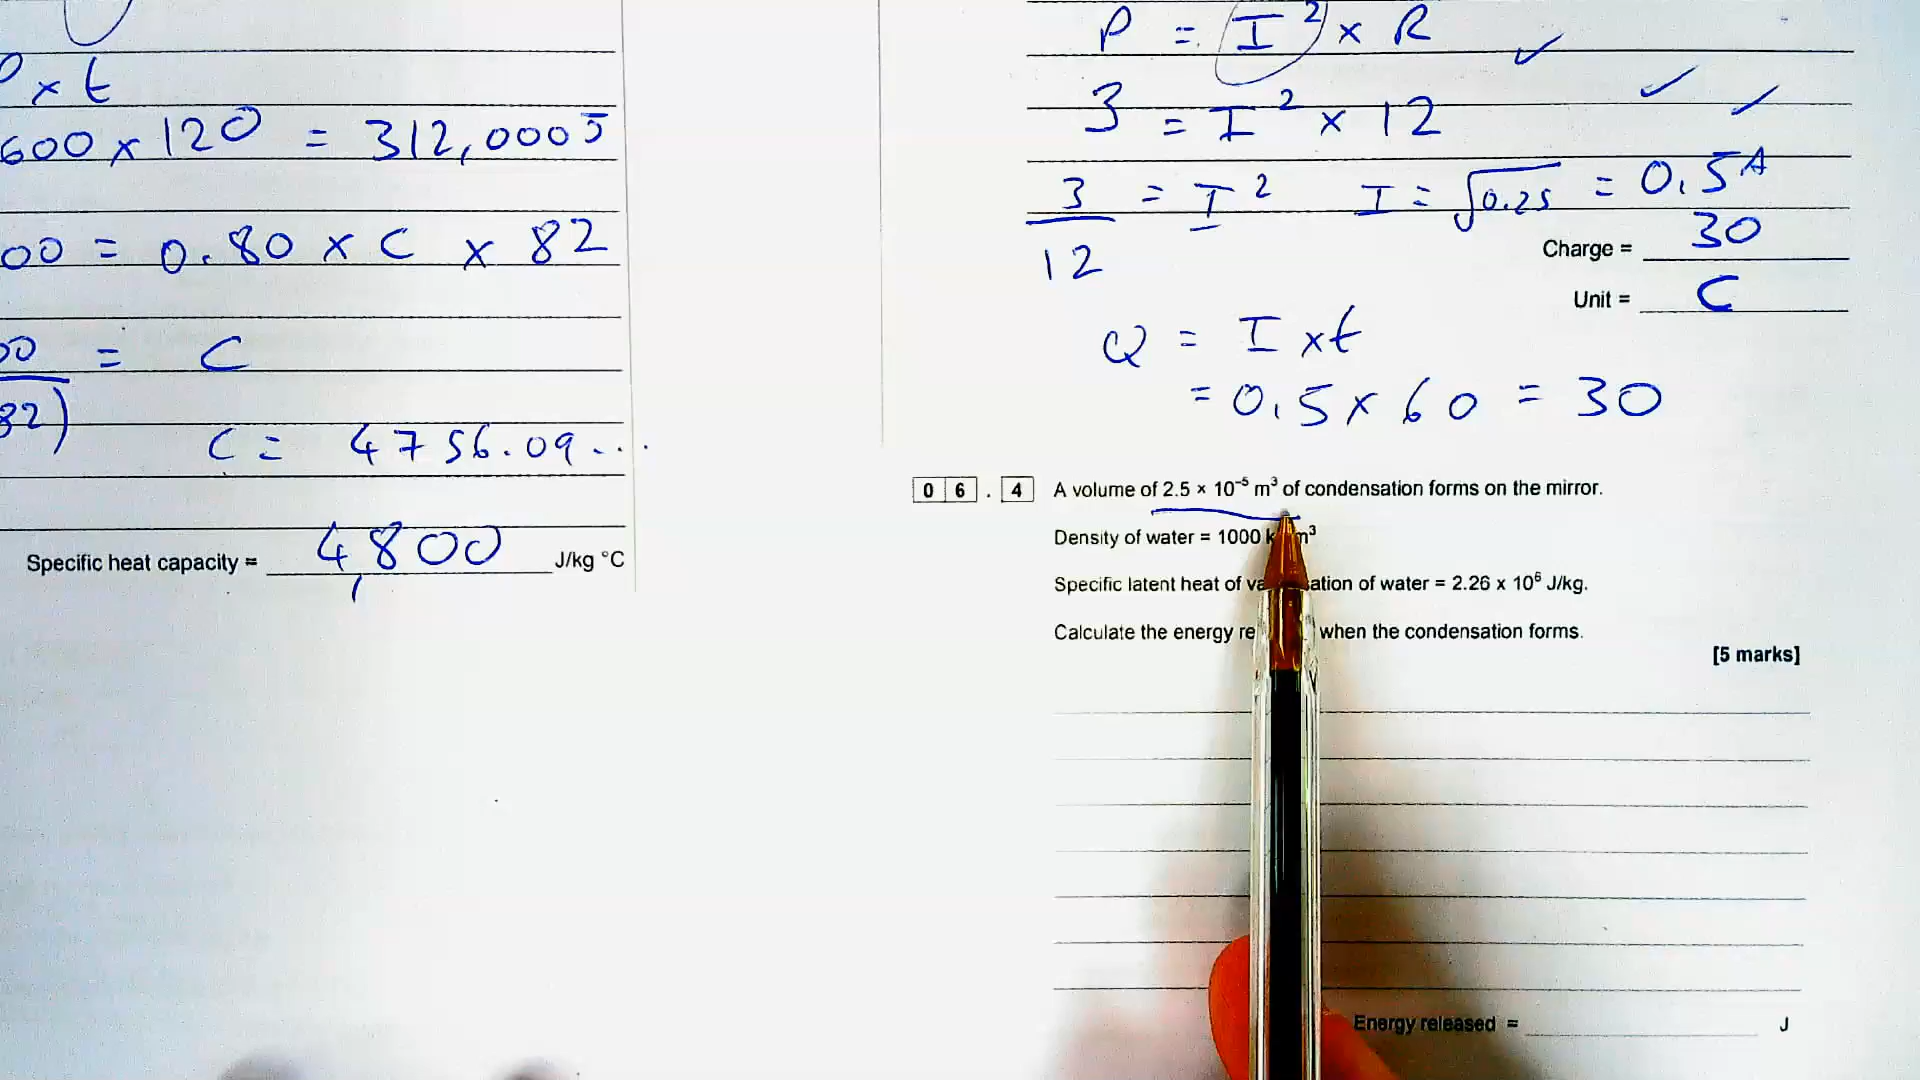 P x t
600 x 120 = 312,000J
00 = 0.80 x C x 82
00 = C
82)
C = 4756.09...
Specific heat capacity = 4,800 J/kg °C
P = I² x R
3 = I² x 12
3 = I² I = √0.25 = 0.5A
12
Charge = 30
Unit = C
Q = I x t
= 0.5 x 60 = 30
0 6 . 4 A volume of 2.5 × 10⁻⁵ m³ of condensation forms on the mirror.
Density of water = 1000 k m³
Specific latent heat of va ation of water = 2.26 x 10⁶ J/kg.
Calculate the energy re when the condensation forms.
[5 marks]
Energy released = J